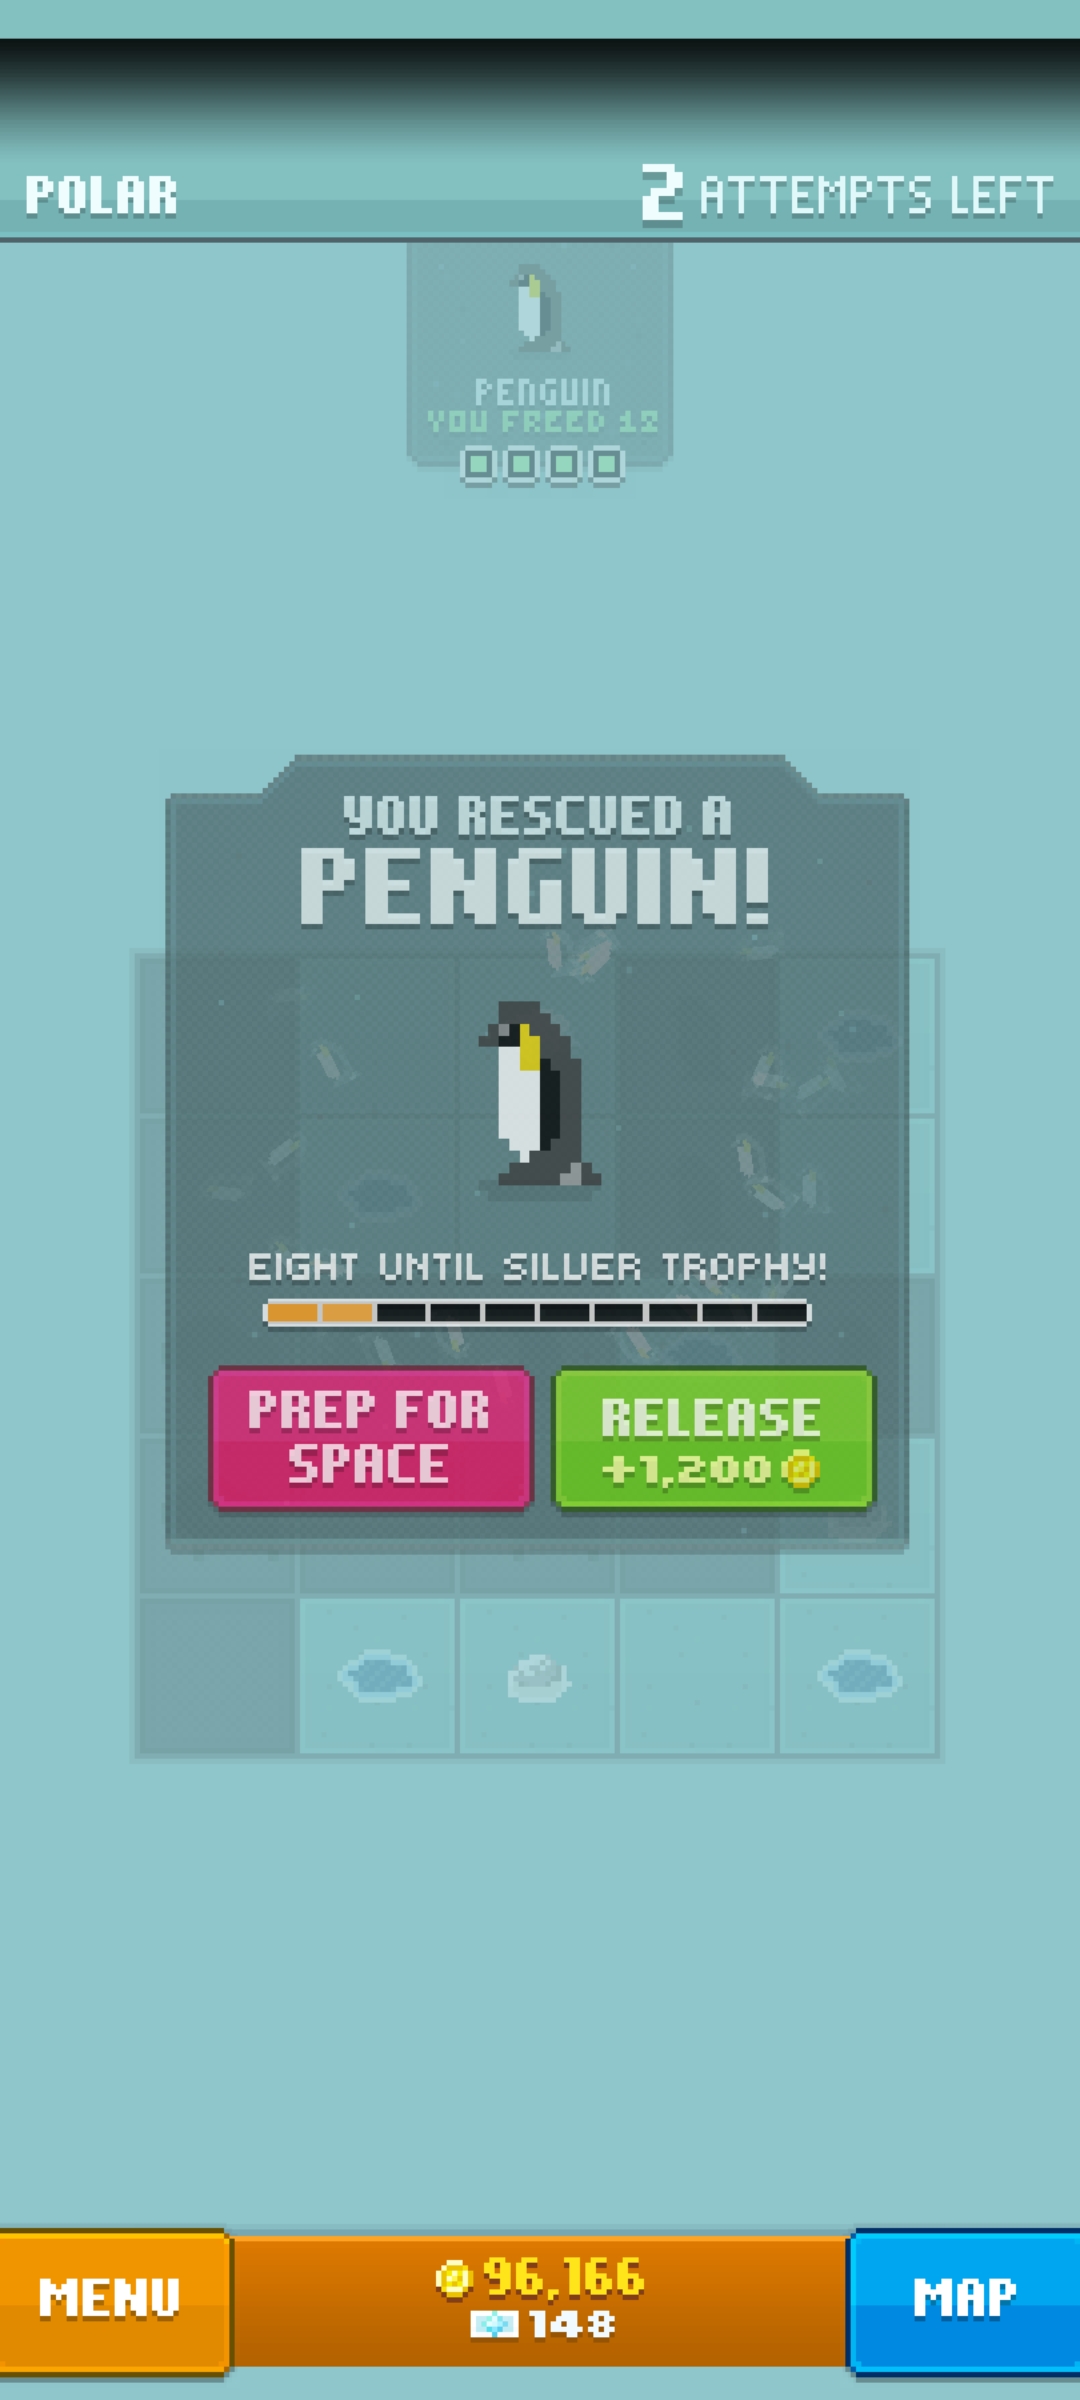 POLAR
2 ATTEMPTS LEFT
PENGUIN
YOU FREED 12
YOU RESCUED A
PENGUIN!
EIGHT UNTIL SILVER TROPHY!
PREP FOR
SPACE
RELEASE
+1,200
MENU
96,166
148
MAP